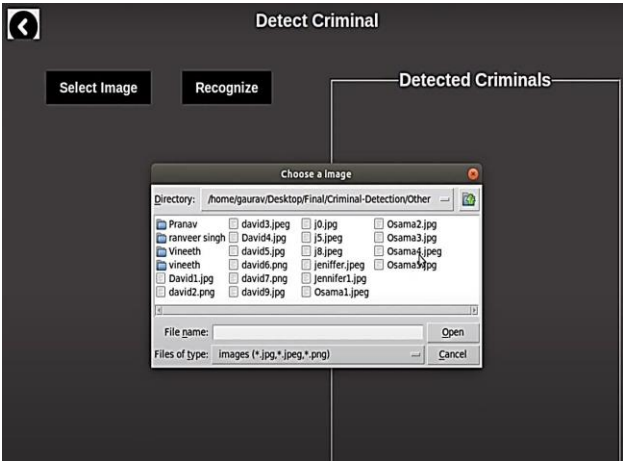 Detect Criminal
Select Image
Recognize
Detected Criminals
Choose a Image
Directory: /home/gaurav/Desktop/Final/Criminal-Detection/Other
Pranav david3.jpeg j0.jpg Osama2.jpg
ranveer singh David4.jpg j5.jpeg Osama3.jpg
Vineeth david5.jpg j8.jpeg Osama4.jpeg
vineeth david6.png jeniffer.jpeg
David1.jpg david7.png Jennifer1.jpg
david2.png david9.jpg Osama1.jpeg
File name: Open
Files of type: images (*.jpg,*.jpeg,*.png) Cancel